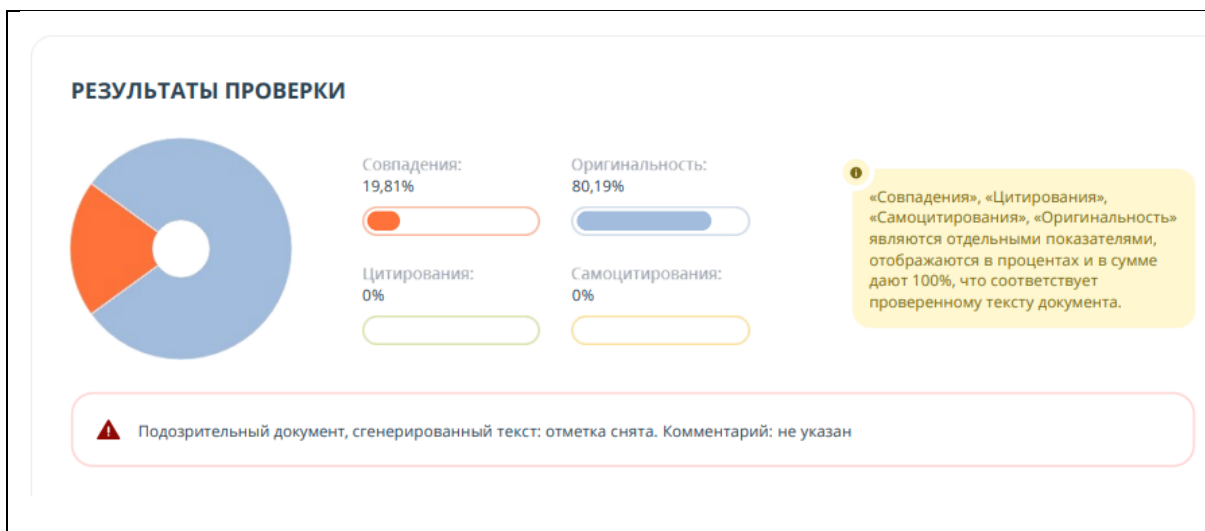 РЕЗУЛЬТАТЫ ПРОВЕРКИ
Совпадения:
19,81%
Оригинальность:
80,19%
Цитирования:
0%
Самоцитирования:
0%
«Совпадения», «Цитирования»,
«Самоцитирования», «Оригинальность»
являются отдельными показателями,
отображаются в процентах и в сумме
дают 100%, что соответствует
проверенному тексту документа.
Подозрительный документ, сгенерированный текст: отметка снята. Комментарий: не указан